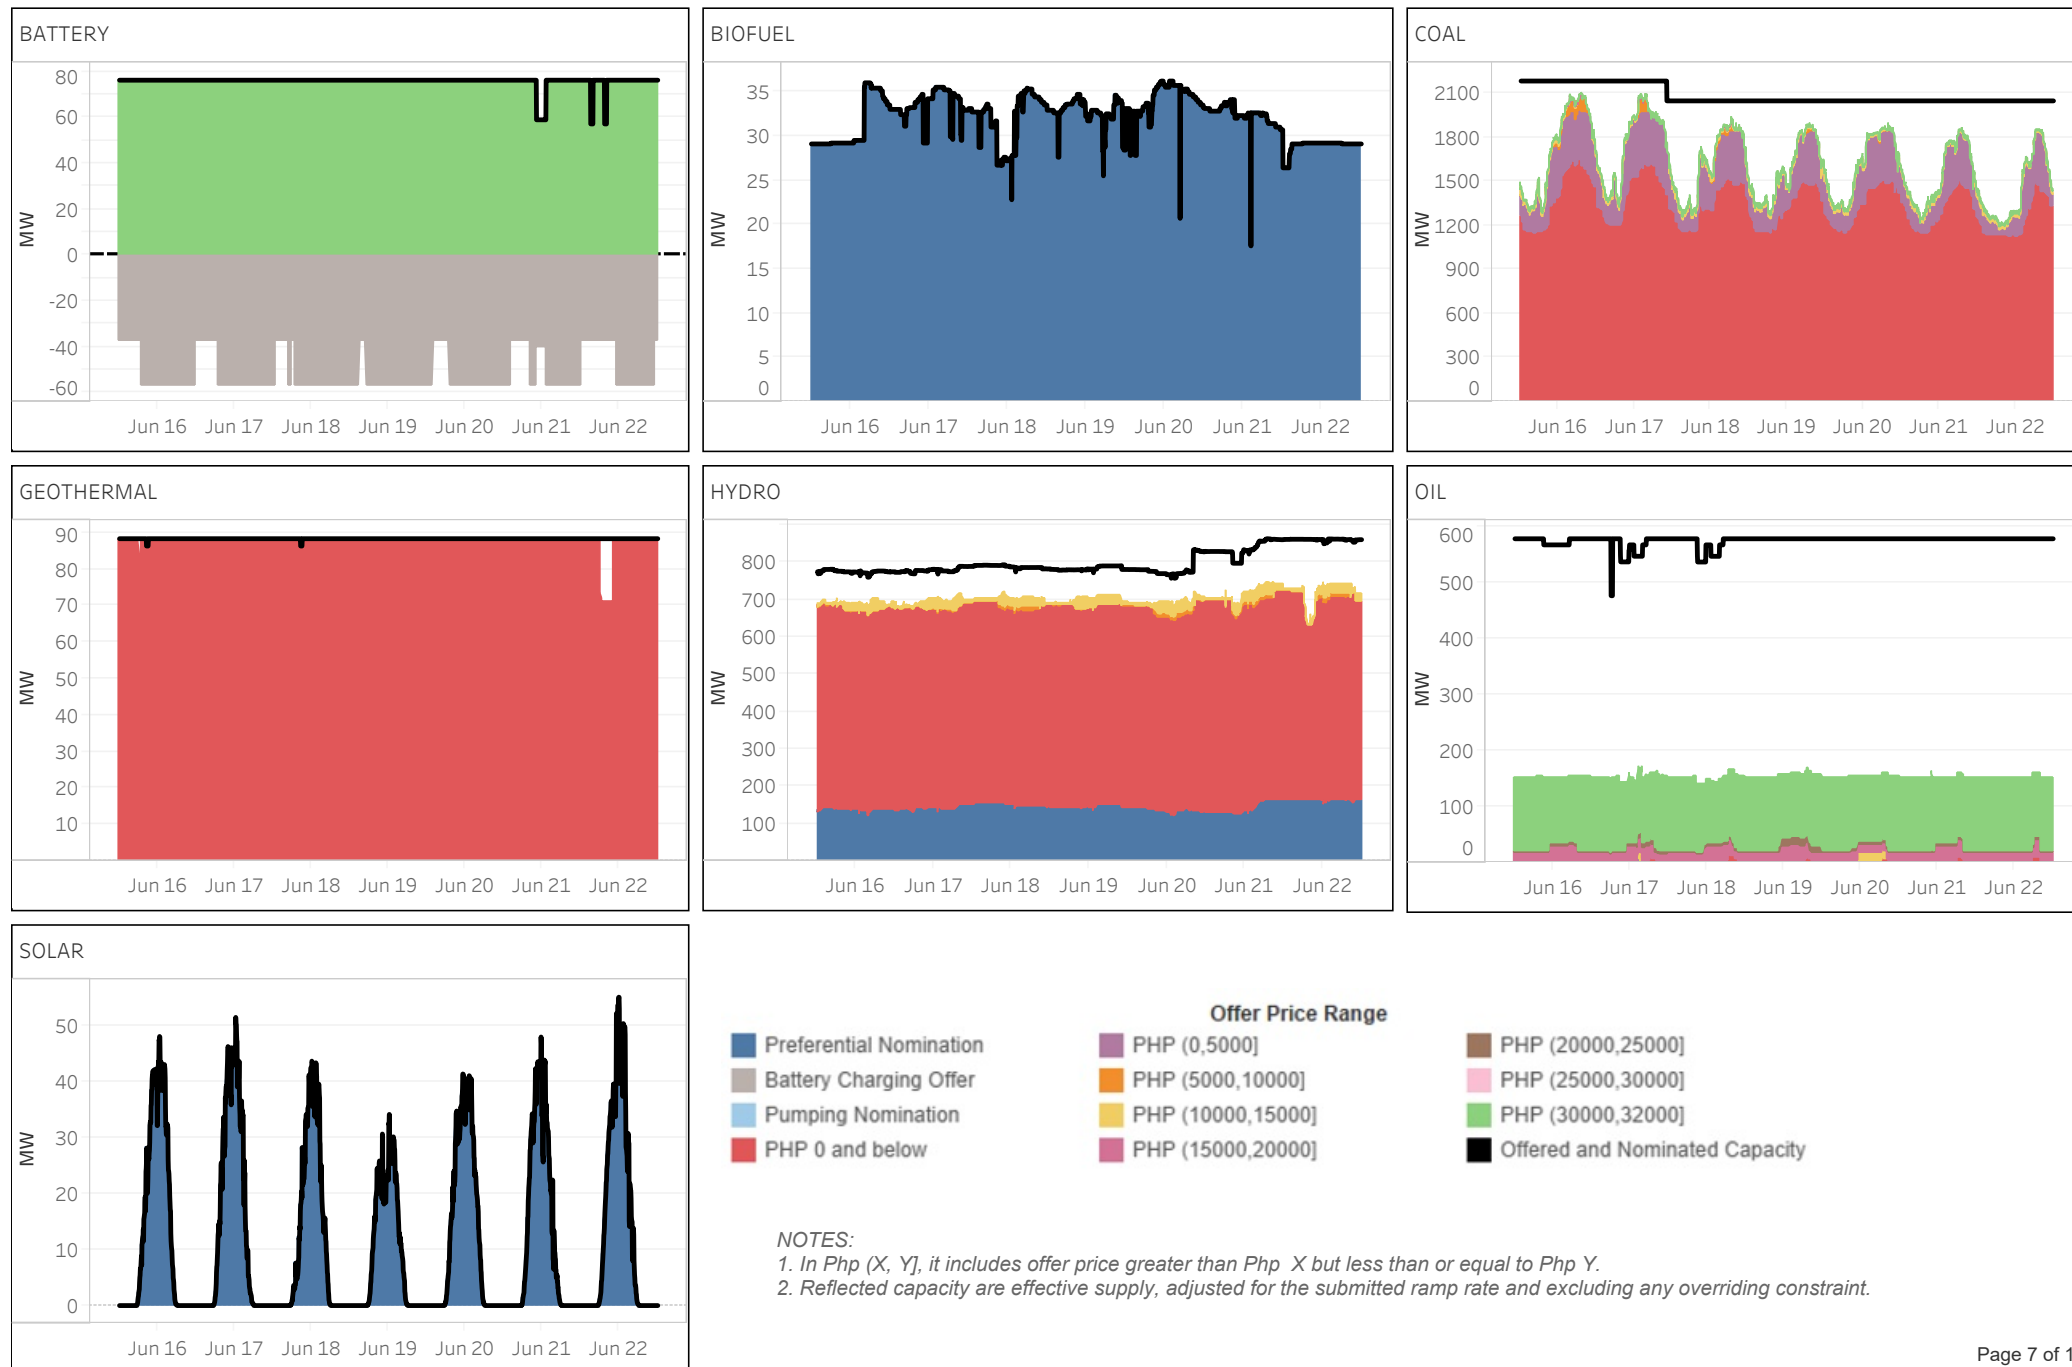 BATTERY
80
60
40
20
0
-20
-40
-60
MW
Jun 16 Jun 17 Jun 18 Jun 19 Jun 20 Jun 21 Jun 22
BIOFUEL
35
30
25
20
15
10
5
0
MW
Jun 16 Jun 17 Jun 18 Jun 19 Jun 20 Jun 21 Jun 22
COAL
2100
1800
1500
1200
900
600
300
0
MW
Jun 16 Jun 17 Jun 18 Jun 19 Jun 20 Jun 21 Jun 22
GEOTHERMAL
90
80
70
60
50
40
30
20
10
MW
Jun 16 Jun 17 Jun 18 Jun 19 Jun 20 Jun 21 Jun 22
HYDRO
800
700
600
500
400
300
200
100
MW
Jun 16 Jun 17 Jun 18 Jun 19 Jun 20 Jun 21 Jun 22
OIL
600
500
400
300
200
100
0
MW
Jun 16 Jun 17 Jun 18 Jun 19 Jun 20 Jun 21 Jun 22
SOLAR
50
40
30
20
10
0
MW
Jun 16 Jun 17 Jun 18 Jun 19 Jun 20 Jun 21 Jun 22
Offer Price Range
Preferential Nomination
Battery Charging Offer
Pumping Nomination
PHP 0 and below
PHP (0,5000]
PHP (5000,10000]
PHP (10000,15000]
PHP (15000,20000]
PHP (20000,25000]
PHP (25000,30000]
PHP (30000,32000]
Offered and Nominated Capacity
NOTES:
1. In Php (X, Y], it includes offer price greater than Php X but less than or equal to Php Y.
2. Reflected capacity are effective supply, adjusted for the submitted ramp rate and excluding any overriding constraint.
Page 7 of 1